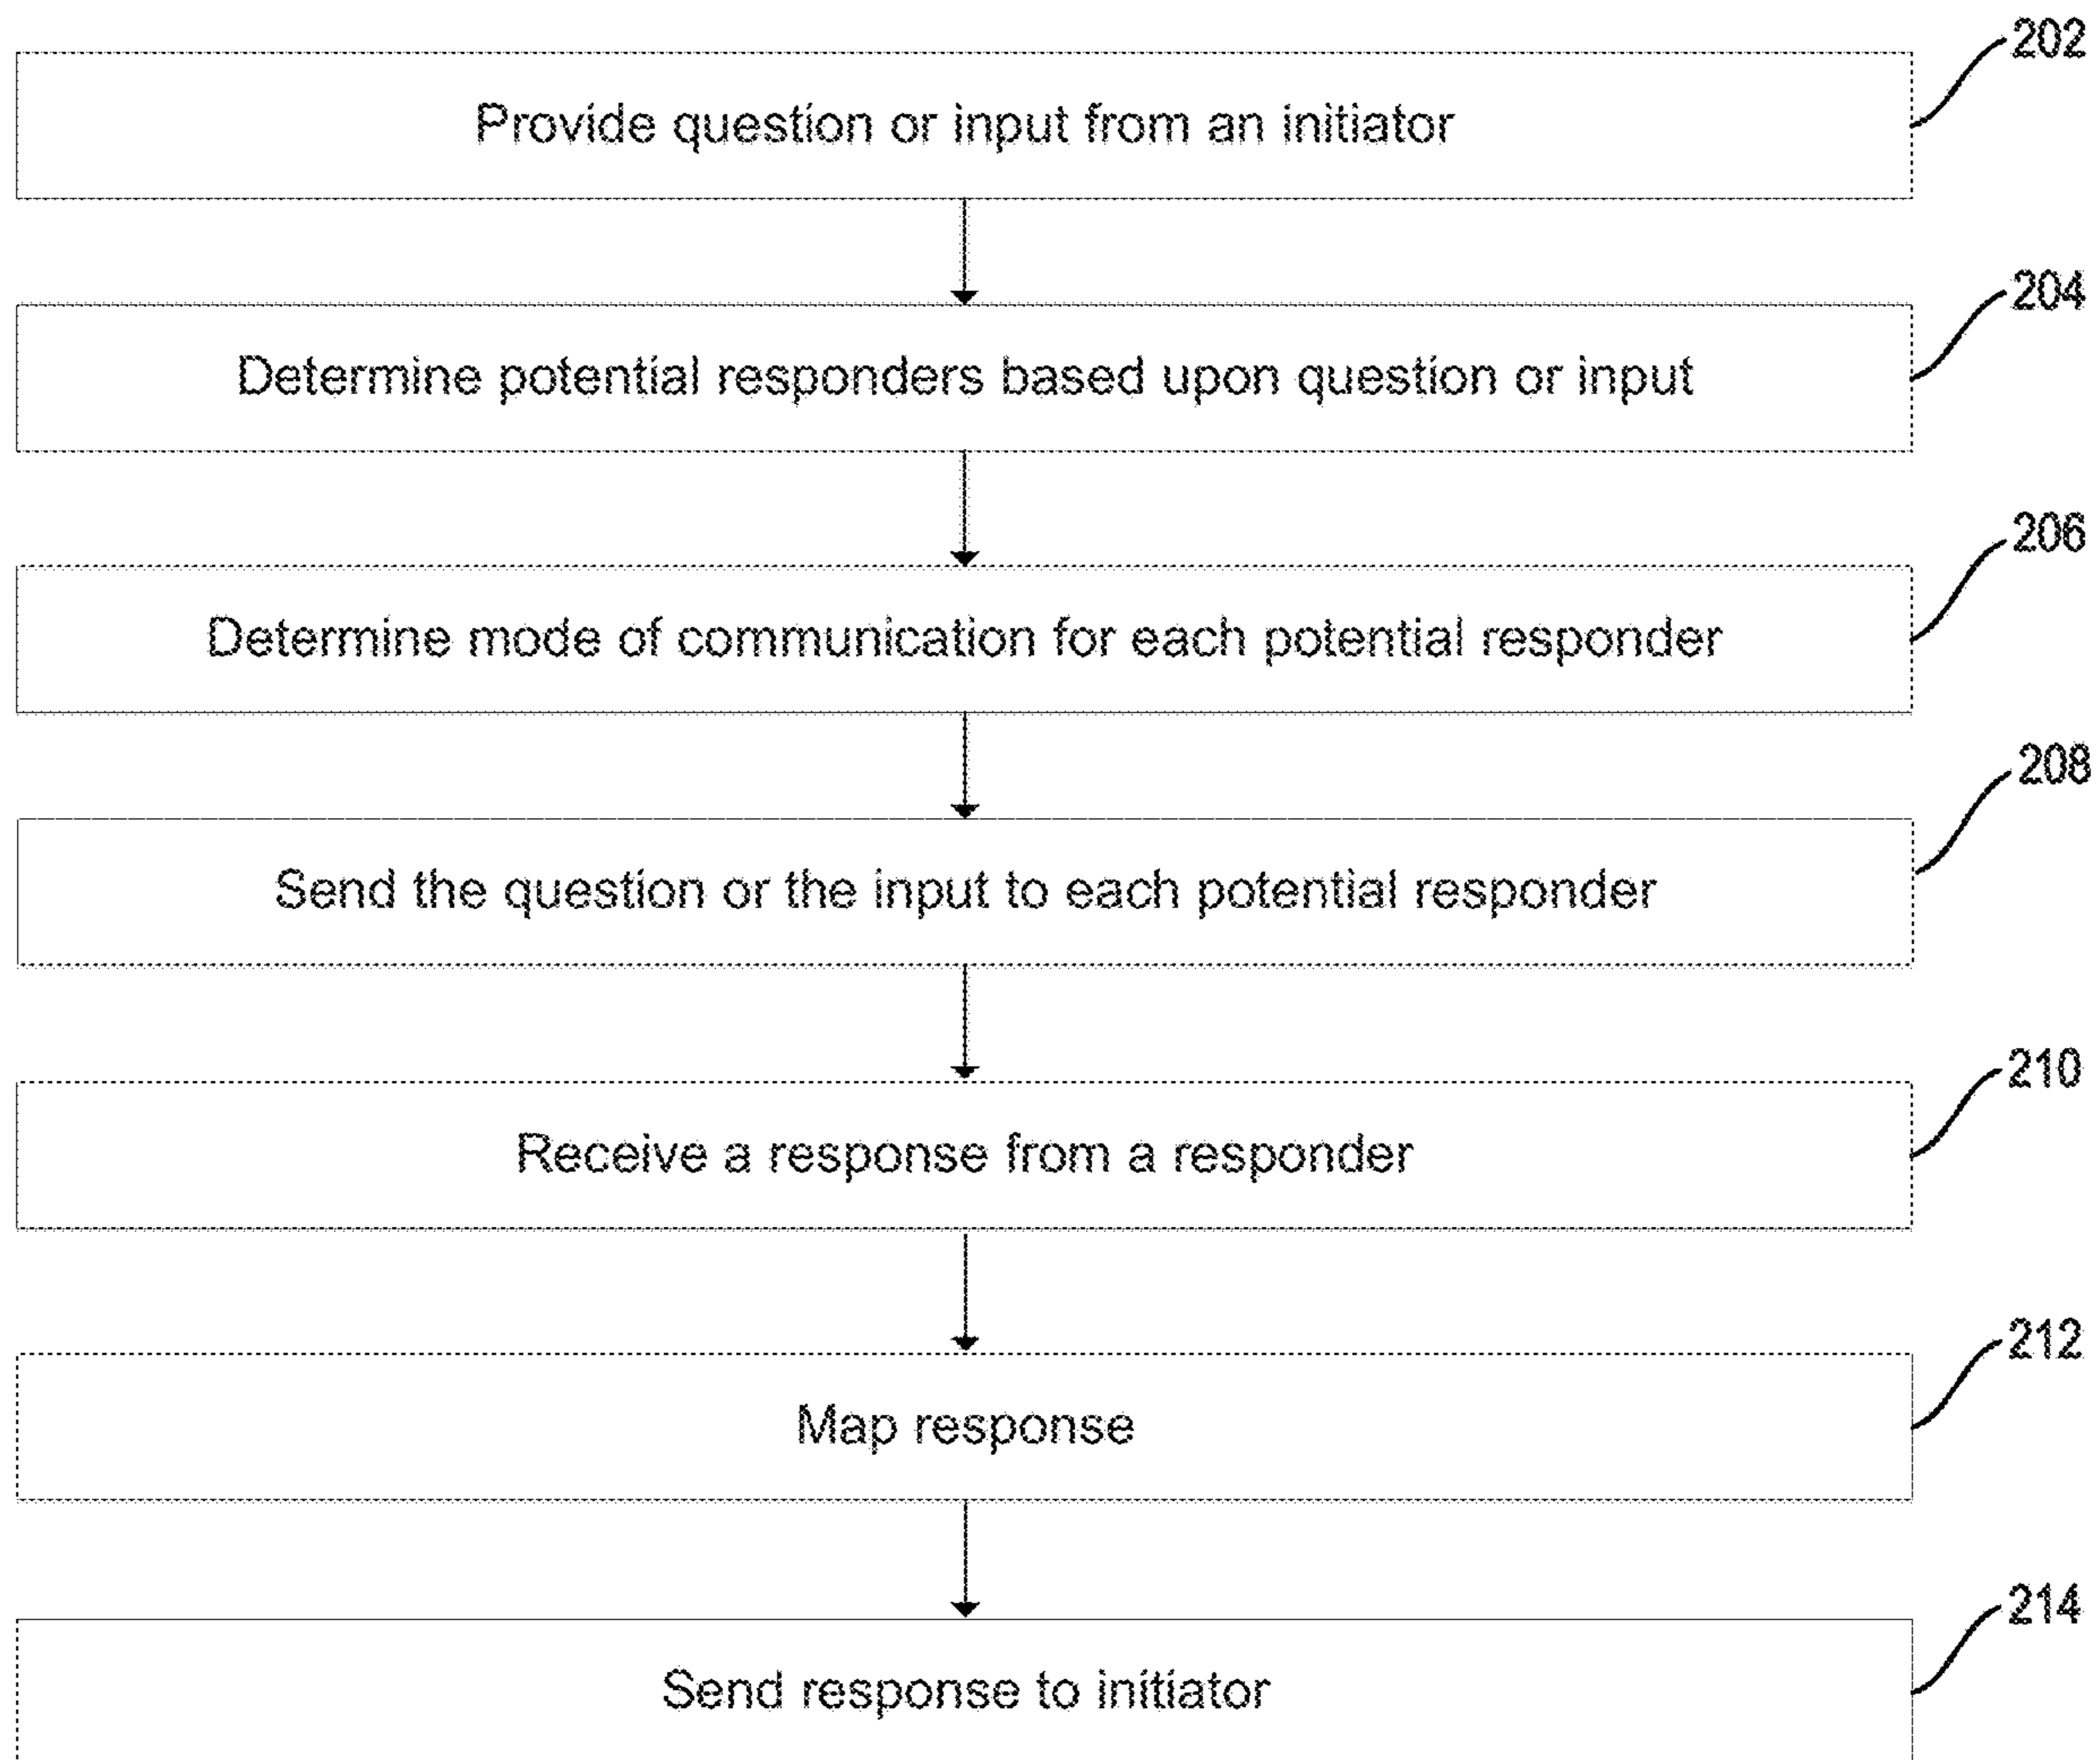 202
Provide question or input from an initiator
204
Determine potential responders based upon question or input
206
Determine mode of communication for each potential responder
208
Send the question or the input to each potential responder
210
Receive a response from a responder
212
Map response
214
Send response to initiator